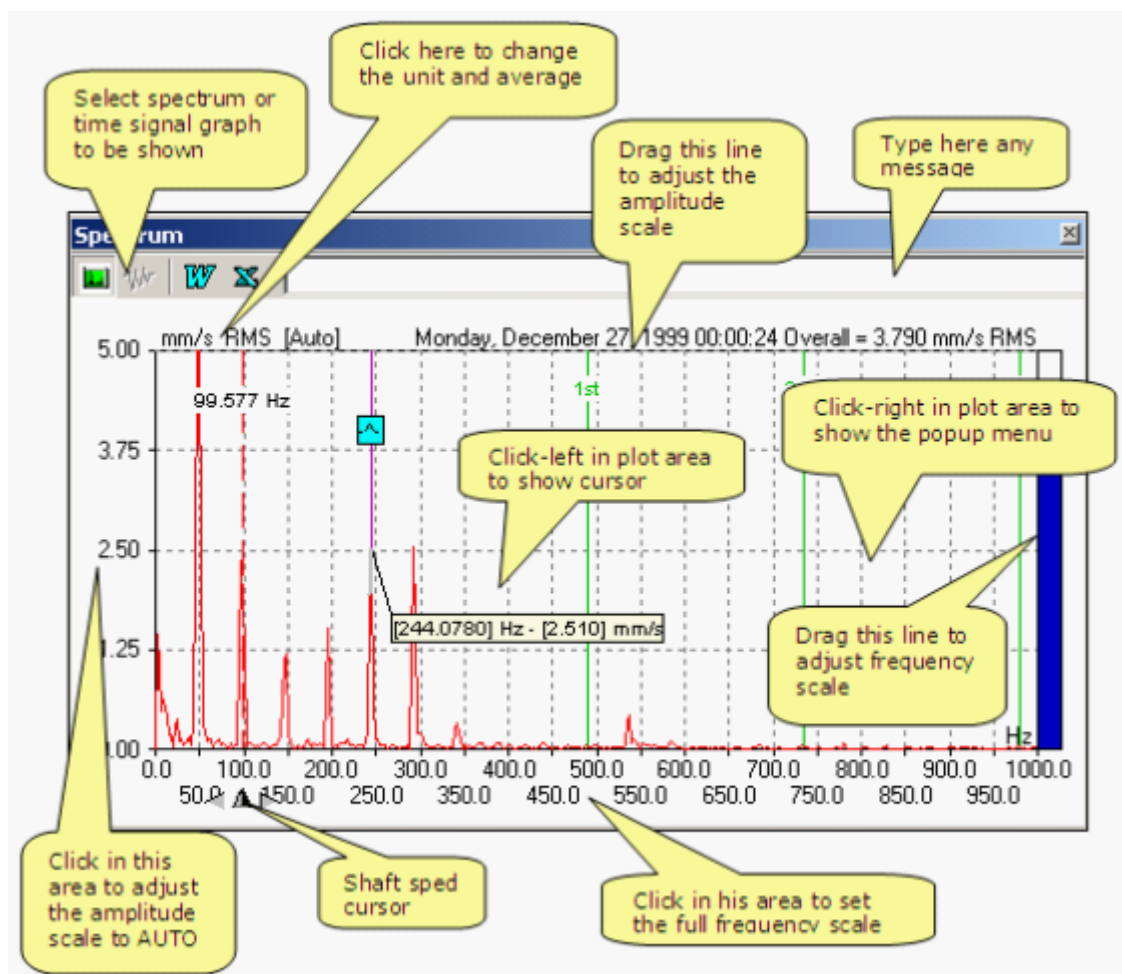 Click here to change
the unit and average
Select spectrum or
time signal graph
to be shown
Drag this line
to adjust the
amplitude
scale
Type here any
message
Spectrum
W X
5.00 mm/s RMS [Auto] Monday, December 27, 1999 00:00:24 Overall = 3.790 mm/s RMS
1st
99.577 Hz
Click-right in plot area to
show the popup menu
3.75
Click-left in plot area
to show cursor
2.50
[244.0780] Hz - [2.510] mm/s
1.25
Drag this line to
adjust frequency
scale
.00
Hz
0.0 100.0 200.0 300.0 400.0 500.0 600.0 700.0 800.0 900.0 1000.0
50.0 150.0 250.0 350.0 450.0 550.0 650.0 750.0 850.0 950.0
Click in this
area to adjust
the amplitude
scale to AUTO
Shaft sped
cursor
Click in his area to set
the full frequency scale